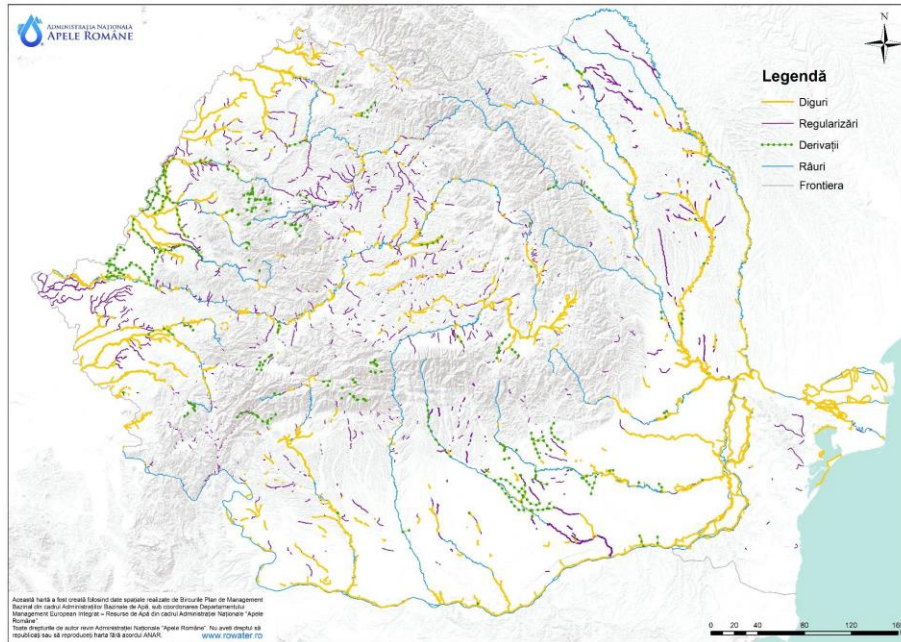 ADMINISTRAȚIA NAȚIONALĂ
APELE ROMÂNE
N
Legendă
Diguri
Regularizări
Derivații
Râuri
Frontiera
Această hartă a fost creată folosind date spațiale realizate de Birourile Plan de Management
Bazinal din cadrul Administrațiilor Bazinale de Apă, sub coordonarea Departamentului
Management European Integrat – Resurse de Apă din cadrul Administrației Naționale "Apele
Române".
Toate drepturile de autor revin Administrației Naționale "Apele Române". Nu aveți dreptul să
republicați sau să reproduceți harta fără acordul ANAR.
www.rowater.ro
0 20 40 80 120